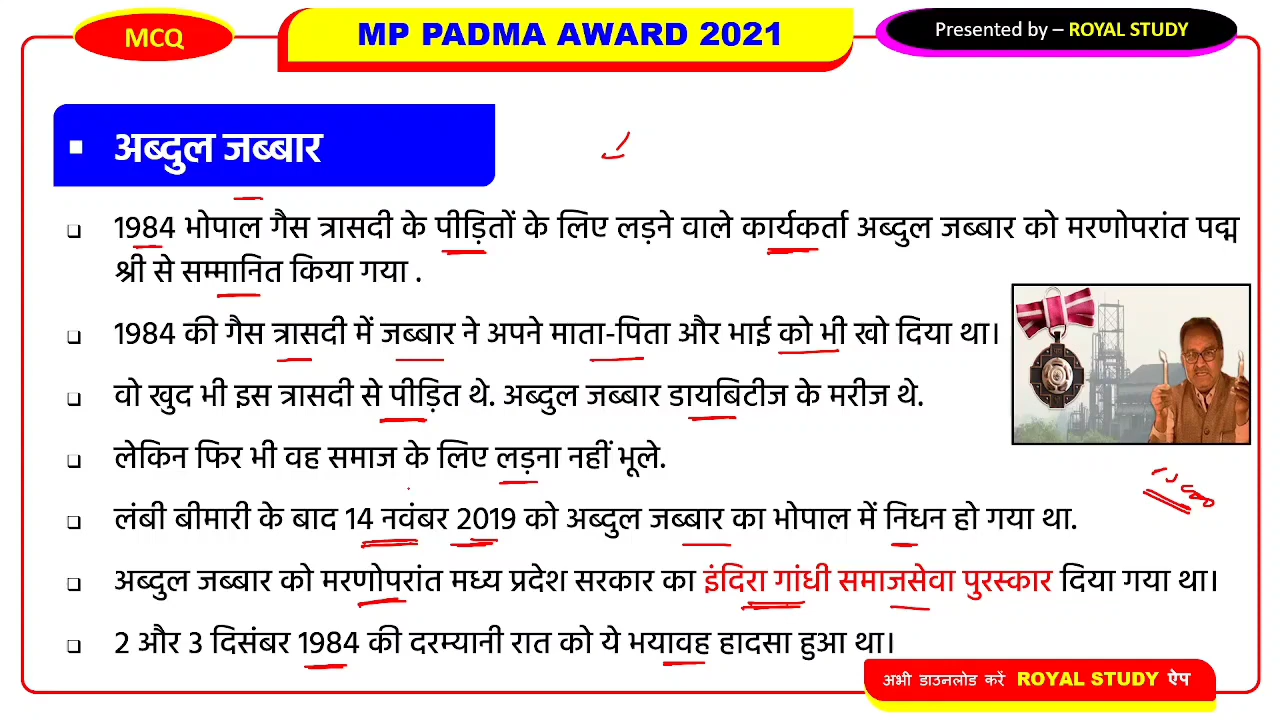 MCQ
MP PADMA AWARD 2021
Presented by – ROYAL STUDY
अब्दुल जब्बार
1984 भोपाल गैस त्रासदी के पीड़ितों के लिए लड़ने वाले कार्यकर्ता अब्दुल जब्बार को मरणोपरांत पद्म
श्री से सम्मानित किया गया .
1984 की गैस त्रासदी में जब्बार ने अपने माता-पिता और भाई को भी खो दिया था।
वो खुद भी इस त्रासदी से पीड़ित थे. अब्दुल जब्बार डायबिटीज के मरीज थे.
लेकिन फिर भी वह समाज के लिए लड़ना नहीं भूले.
लंबी बीमारी के बाद 14 नवंबर 2019 को अब्दुल जब्बार का भोपाल में निधन हो गया था.
अब्दुल जब्बार को मरणोपरांत मध्य प्रदेश सरकार का इंदिरा गांधी समाजसेवा पुरस्कार दिया गया था।
2 और 3 दिसंबर 1984 की दरम्यानी रात को ये भयावह हादसा हुआ था।
अभी डाउनलोड करें ROYAL STUDY ऐप